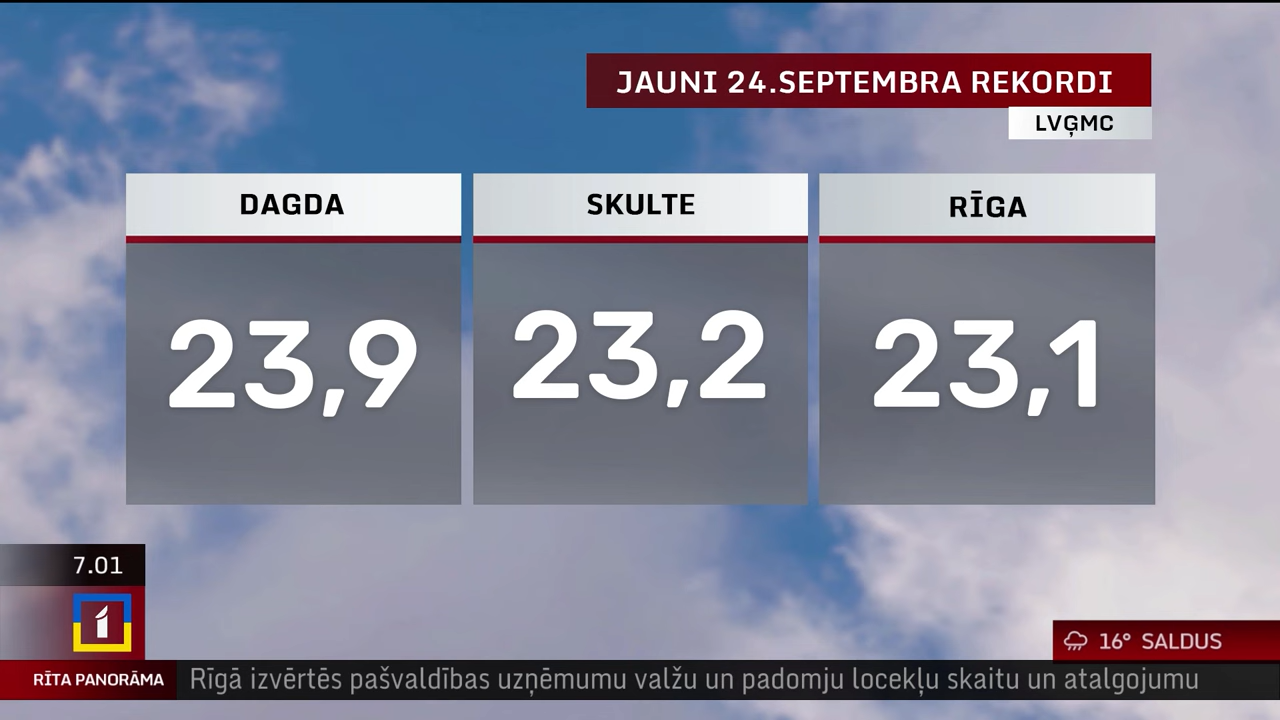 JAUNI 24.SEPTEMBRA REKORDI
LVĢMC
DAGDA
SKULTE
RĪGA
23,9
23,2
23,1
7.01
1
16° SALDUS
RĪTA PANORĀMA
Rīgā izvērtēs pašvaldības uzņēmumu valžu un padomju locekļu skaitu un atalgojumu